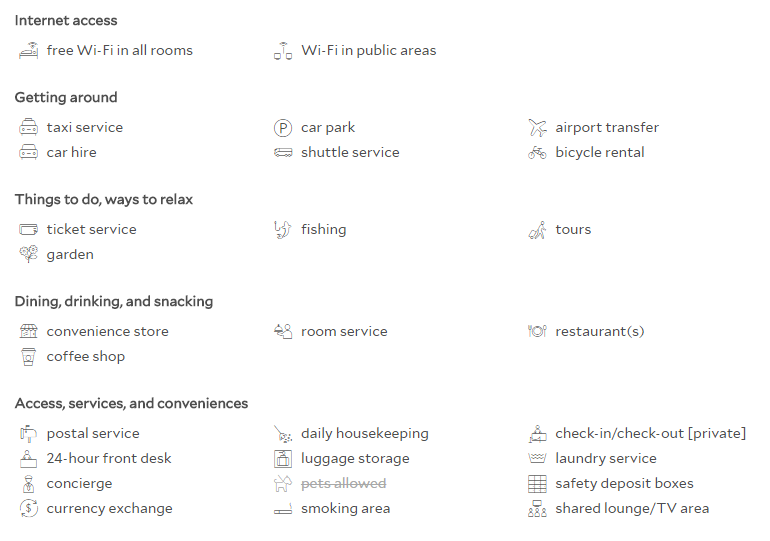 Internet access
free Wi-Fi in all rooms Wi-Fi in public areas
Getting around
taxi service P car park airport transfer
car hire shuttle service bicycle rental
Things to do, ways to relax
ticket service fishing tours
garden
Dining, drinking, and snacking
convenience store room service restaurant(s)
coffee shop
Access, services, and conveniences
postal service daily housekeeping check-in/check-out [private]
24-hour front desk luggage storage laundry service
concierge pets allowed safety deposit boxes
$ currency exchange smoking area shared lounge/TV area